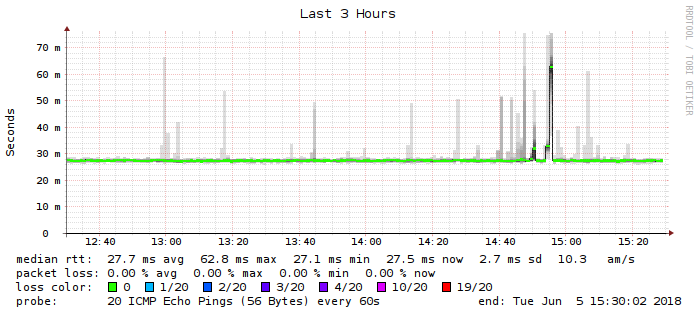 Last 3 Hours
RRDTOOL / TOBI OETIKER
Seconds
70 m
60 m
50 m
40 m
30 m
20 m
10 m
0
12:40 13:00 13:20 13:40 14:00 14:20 14:40 15:00 15:20
median rtt: 27.7 ms avg 62.8 ms max 27.1 ms min 27.5 ms now 2.7 ms sd 10.3 am/s
packet loss: 0.00 % avg 0.00 % max 0.00 % min 0.00 % now
loss color: 0 1/20 2/20 3/20 4/20 10/20 19/20
probe: 20 ICMP Echo Pings (56 Bytes) every 60s end: Tue Jun 5 15:30:02 2018